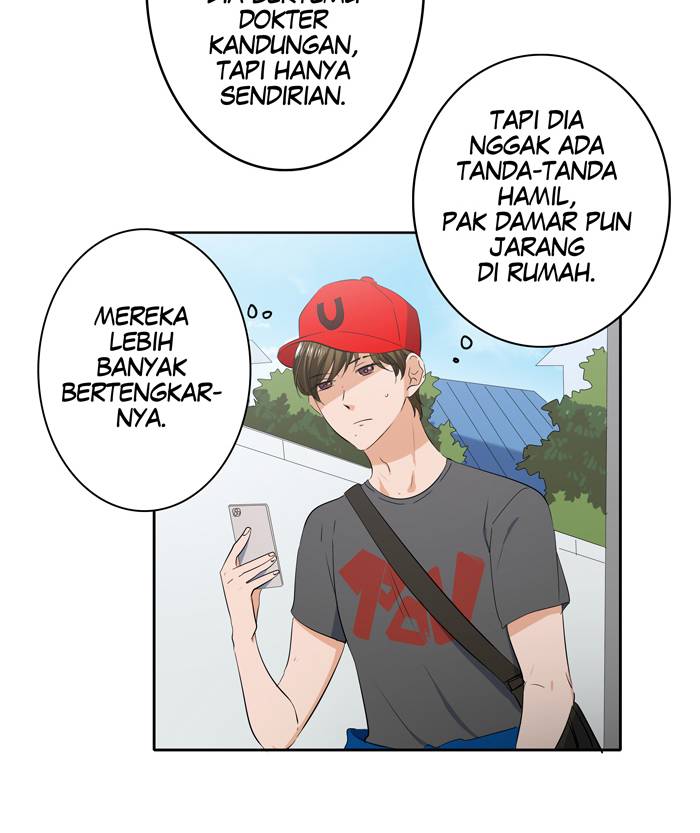 DOKTER
KANDUNGAN,
TAPI HANYA
SENDIRIAN.
TAPI DIA
NGGAK ADA
TANDA-TANDA
HAMIL,
PAK DAMAR PUN
JARANG
DI RUMAH.
MEREKA
LEBIH
BANYAK
BERTENGKAR-
NYA.
U